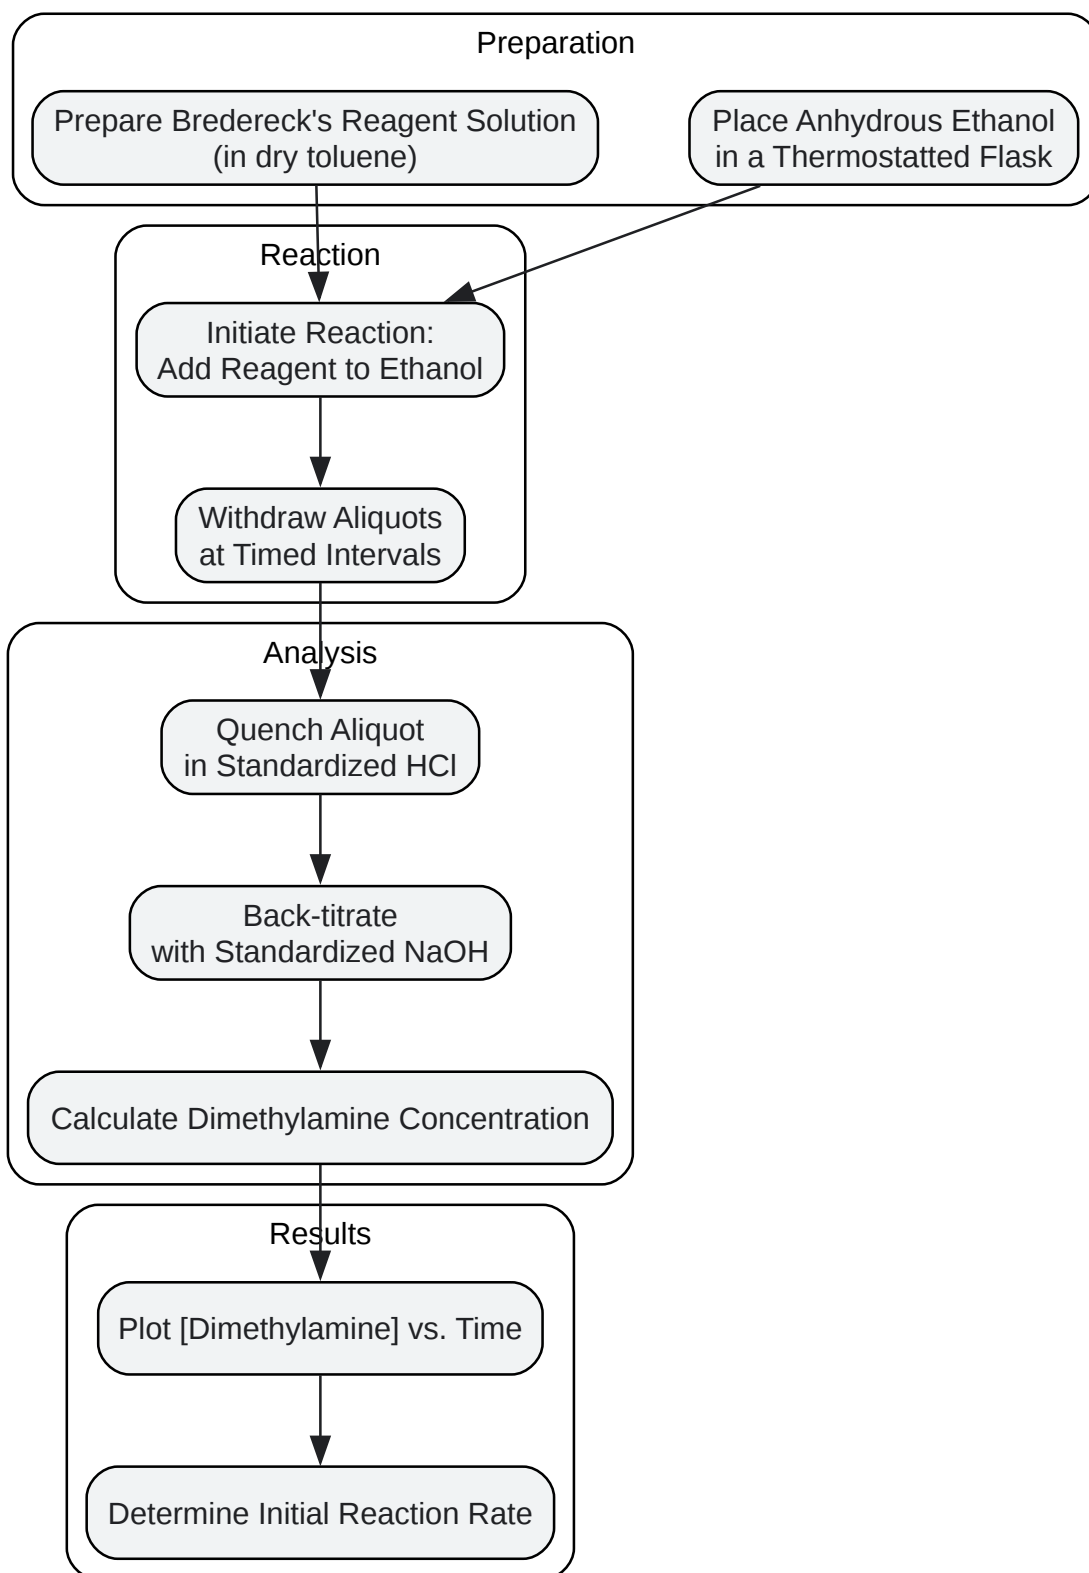 Preparation
Prepare Bredereck's Reagent Solution
(in dry toluene)
Place Anhydrous Ethanol
in a Thermostatted Flask
Reaction
Initiate Reaction:
Add Reagent to Ethanol
Withdraw Aliquots
at Timed Intervals
Analysis
Quench Aliquot
in Standardized HCl
Back-titrate
with Standardized NaOH
Calculate Dimethylamine Concentration
Results
Plot [Dimethylamine] vs. Time
Determine Initial Reaction Rate